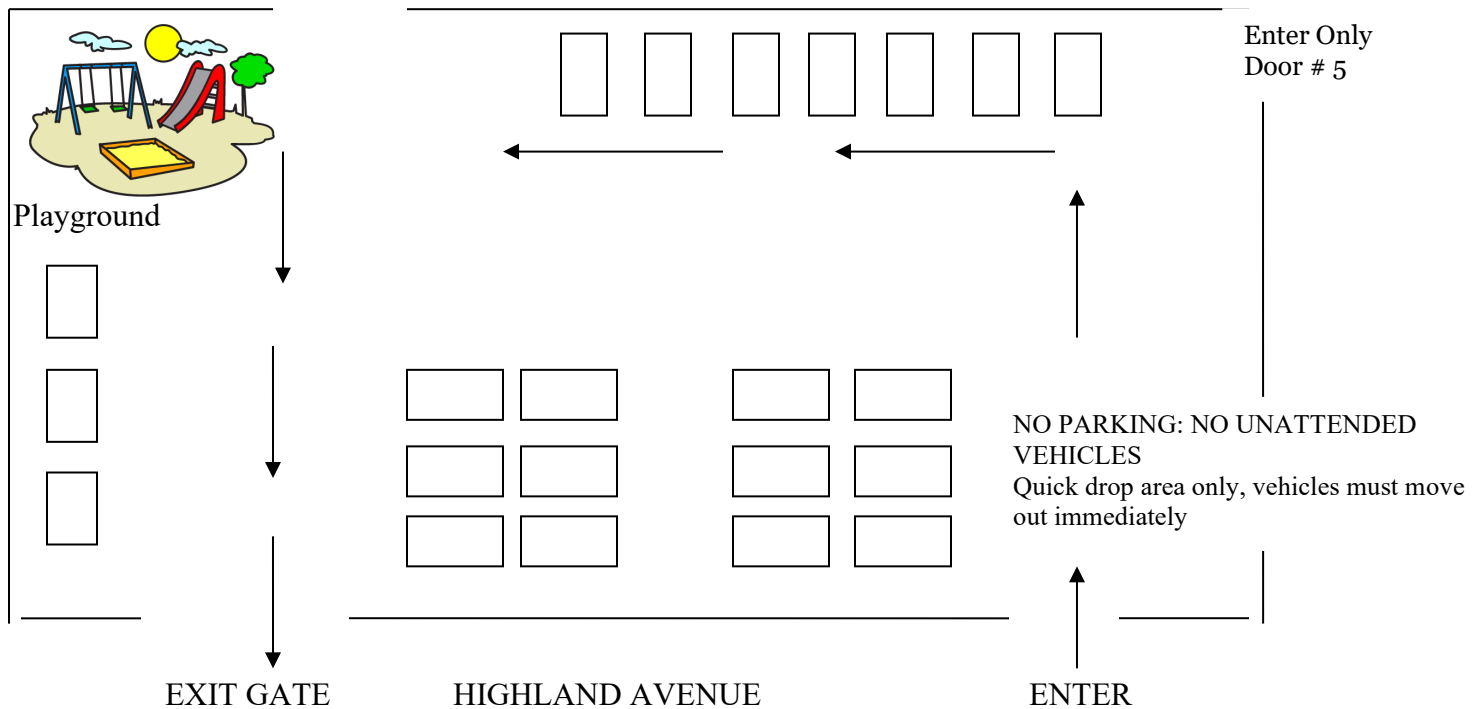 Enter Only
Door # 5
Playground
NO PARKING: NO UNATTENDED
VEHICLES
Quick drop area only, vehicles must move
out immediately
EXIT GATE
HIGHLAND AVENUE
ENTER